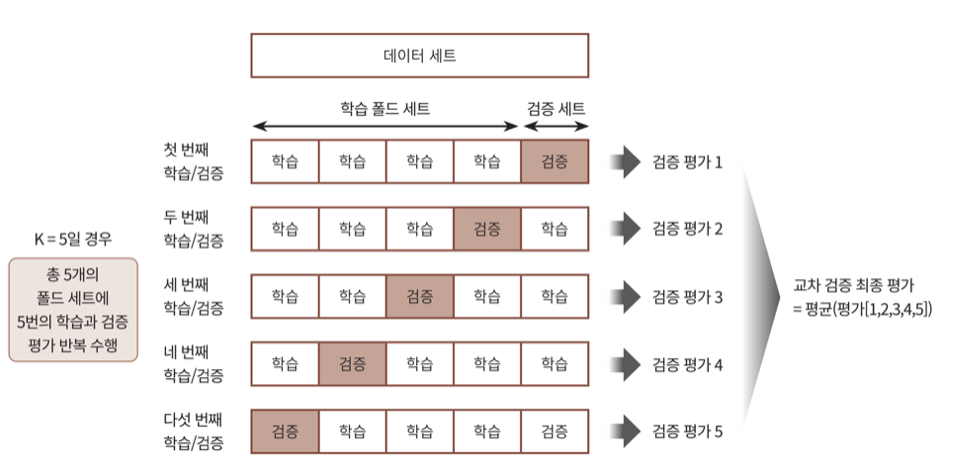 데이터 세트
학습 폴드 세트
검증 세트
첫 번째
학습/검증
학습 학습 학습 학습 검증
검증 평가 1
두 번째
학습/검증
학습 학습 학습 검증 학습
검증 평가 2
K = 5일 경우
총 5개의
폴드 세트에
5번의 학습과 검증
평가 반복 수행
세 번째
학습/검증
학습 학습 검증 학습 학습
검증 평가 3
네 번째
학습/검증
학습 검증 학습 학습 학습
검증 평가 4
다섯 번째
학습/검증
검증 학습 학습 학습 검증
검증 평가 5
교차 검증 최종 평가
= 평균(평가[1,2,3,4,5])